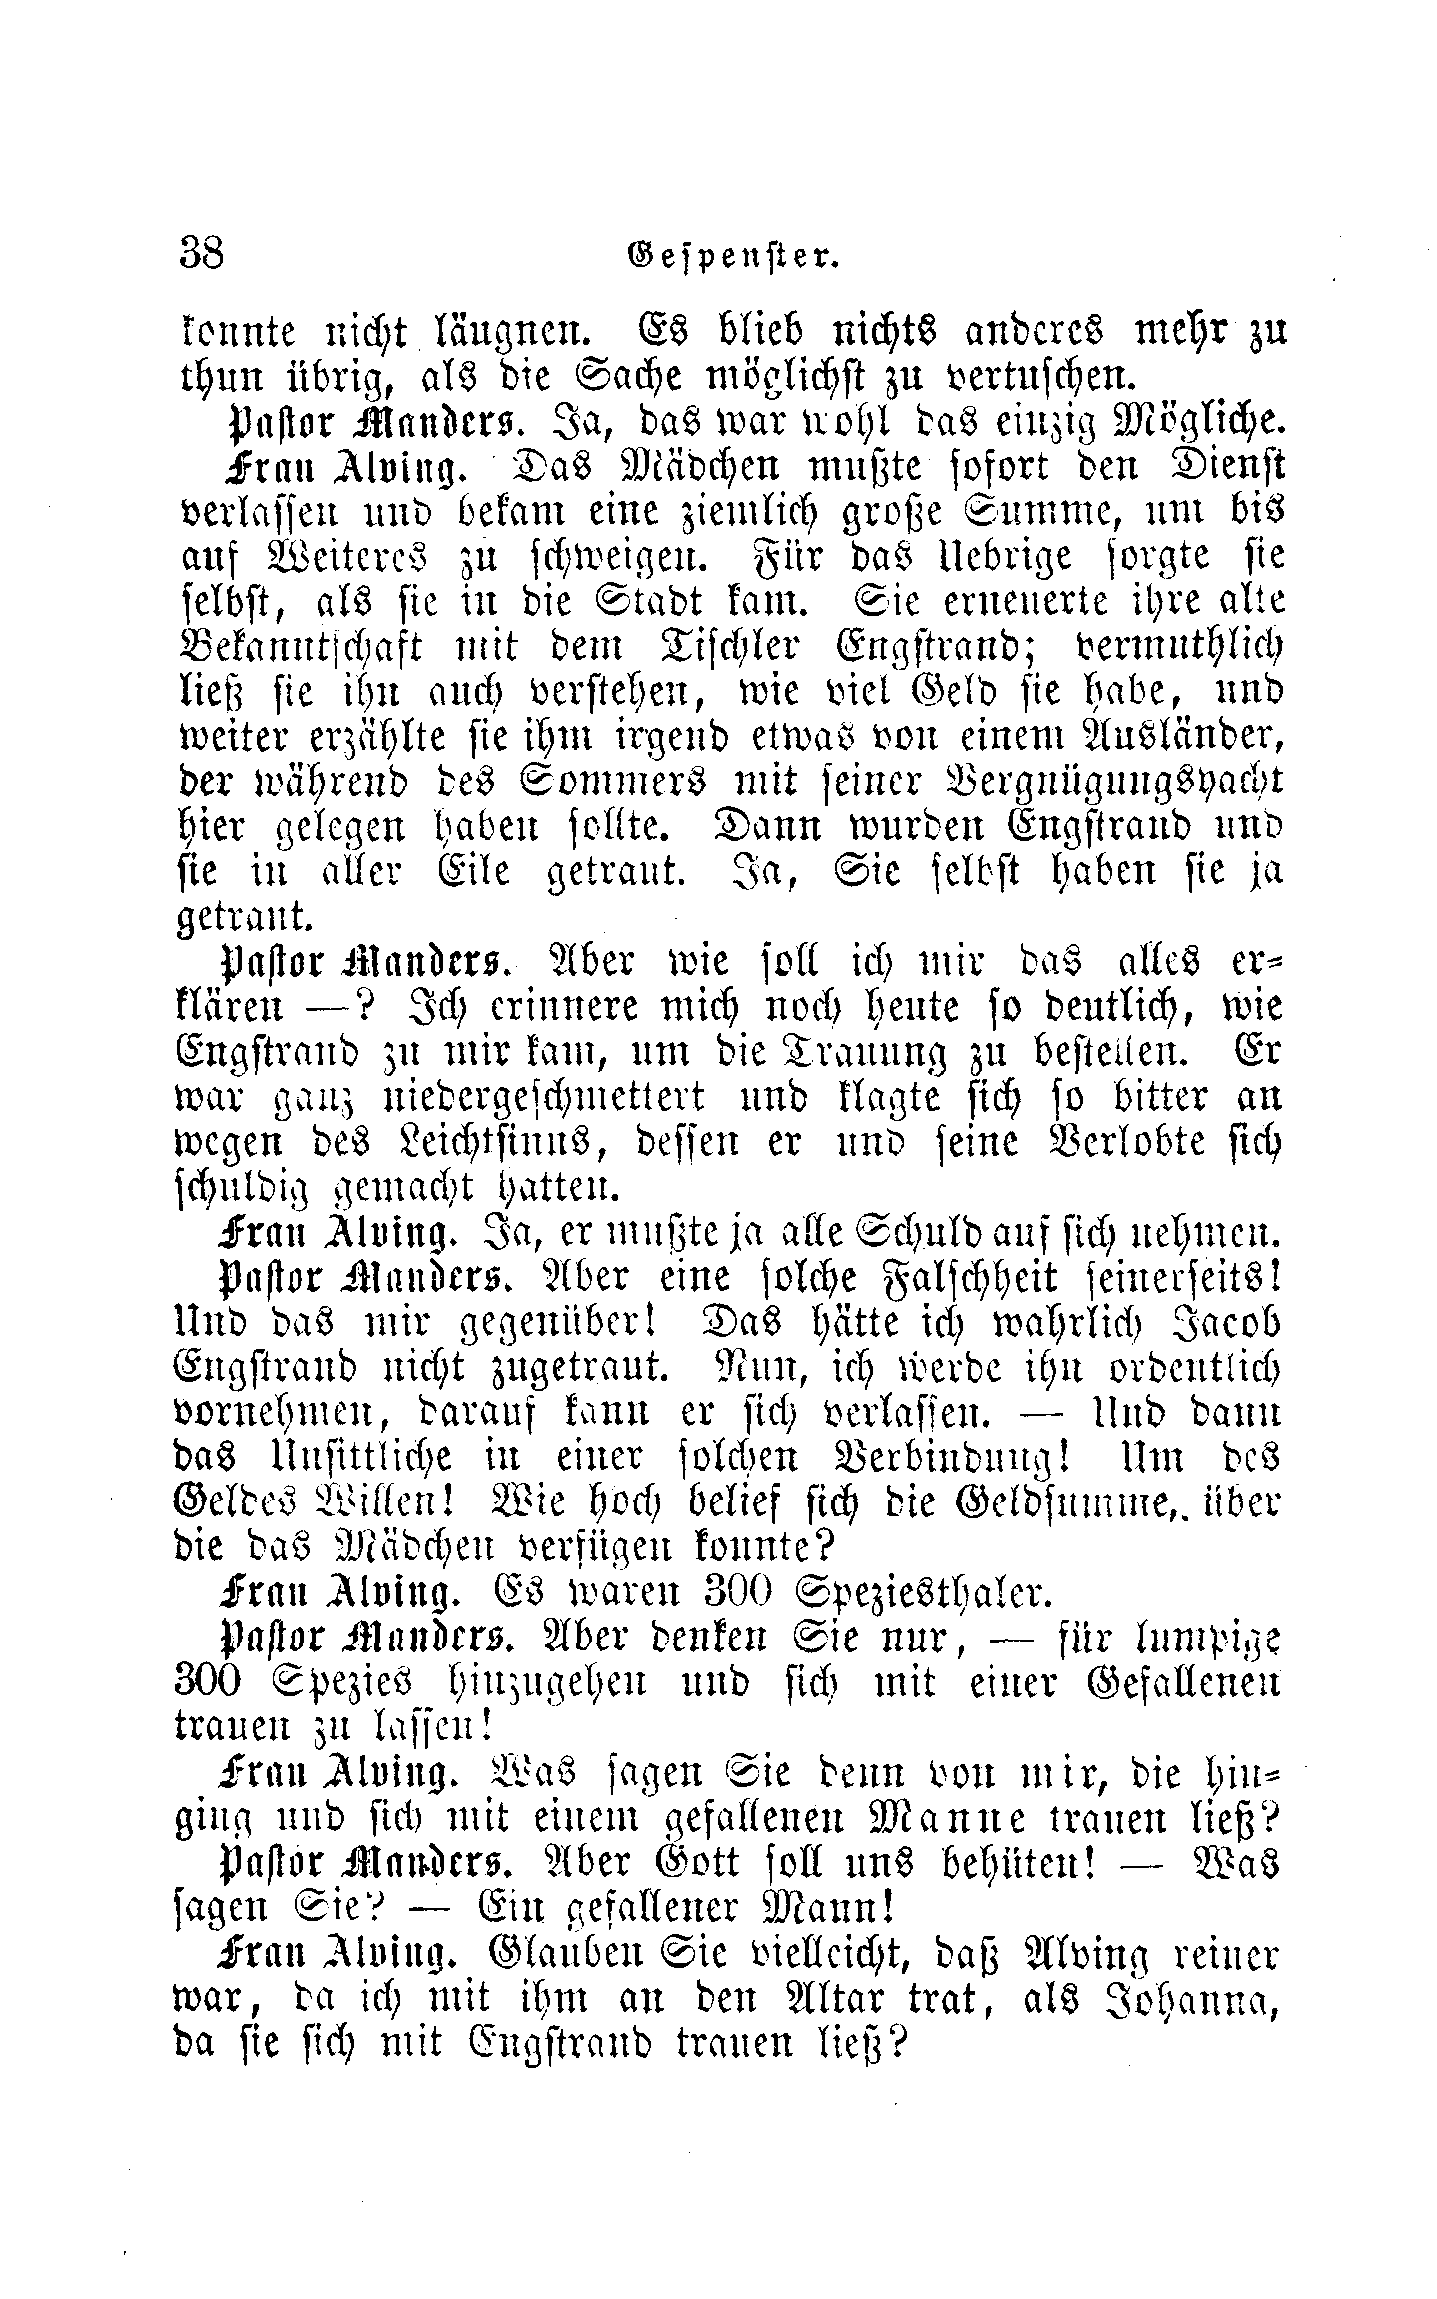 38 Gespenster.
konnte nicht läugnen. Es blieb nichts anderes mehr zu
thun übrig, als die Sache möglichst zu vertuschen.
Pastor Manders. Ja, das war wohl das einzig Mögliche.
Frau Alving. Das Mädchen mußte sofort den Dienst
verlassen und bekam eine ziemlich große Summe, um bis
auf Weiteres zu schweigen. Für das Uebrige sorgte sie
selbst, als sie in die Stadt kam. Sie erneuerte ihre alte
Bekanntschaft mit dem Tischler Engstrand; vermuthlich
ließ sie ihn auch verstehen, wie viel Geld sie habe, und
weiter erzählte sie ihm irgend etwas von einem Ausländer,
der während des Sommers mit seiner Vergnügungsyacht
hier gelegen haben sollte. Dann wurden Engstrand und
sie in aller Eile getraut. Ja, Sie selbst haben sie ja
getraut.
Pastor Manders. Aber wie soll ich mir das alles er-
klären —? Ich erinnere mich noch heute so deutlich, wie
Engstrand zu mir kam, um die Trauung zu bestellen. Er
war ganz niedergeschmettert und klagte sich so bitter an
wegen des Leichtsinns, dessen er und seine Verlobte sich
schuldig gemacht hatten.
Frau Alving. Ja, er mußte ja alle Schuld auf sich nehmen.
Pastor Manders. Aber eine solche Falschheit seinerseits!
Und das mir gegenüber! Das hätte ich wahrlich Jacob
Engstrand nicht zugetraut. Nun, ich werde ihn ordentlich
vornehmen, darauf kann er sich verlassen. — Und dann
das Unsittliche in einer solchen Verbindung! Um des
Geldes Willen! Wie hoch belief sich die Geldsumme, über
die das Mädchen verfügen konnte?
Frau Alving. Es waren 300 Speziesthaler.
Pastor Manders. Aber denken Sie nur, — für lumpige
300 Spezies hinzugehen und sich mit einer Gefallenen
trauen zu lassen!
Frau Alving. Was sagen Sie denn von mir, die hin-
ging und sich mit einem gefallenen Manne trauen ließ?
Pastor Manders. Aber Gott soll uns behüten! — Was
sagen Sie? — Ein gefallener Mann!
Frau Alving. Glauben Sie vielleicht, daß Alving reiner
war, da ich mit ihm an den Altar trat, als Johanna,
da sie sich mit Engstrand trauen ließ?